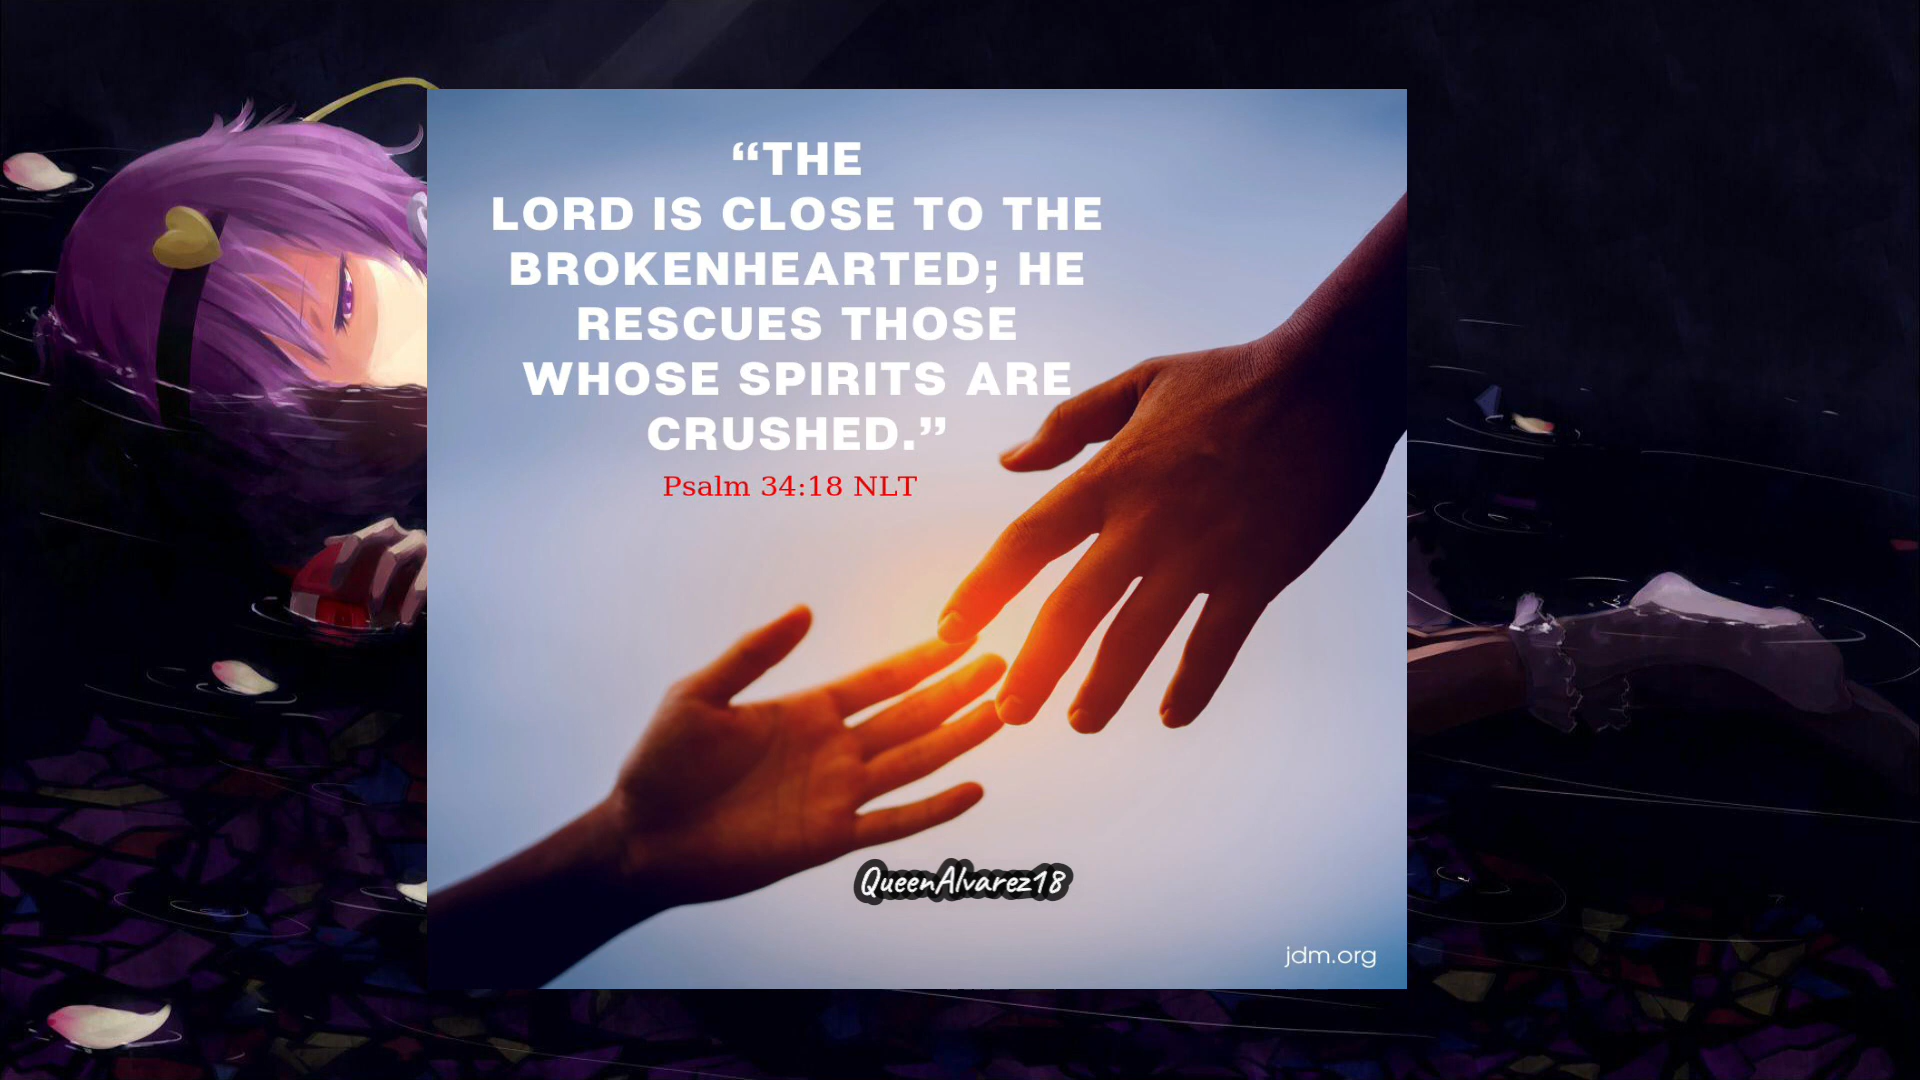 “THE
LORD IS CLOSE TO THE
BROKENHEARTED; HE
RESCUES THOSE
WHOSE SPIRITS ARE
CRUSHED.”
Psalm 34:18 NLT
QueenAlvarez18
jdm.org